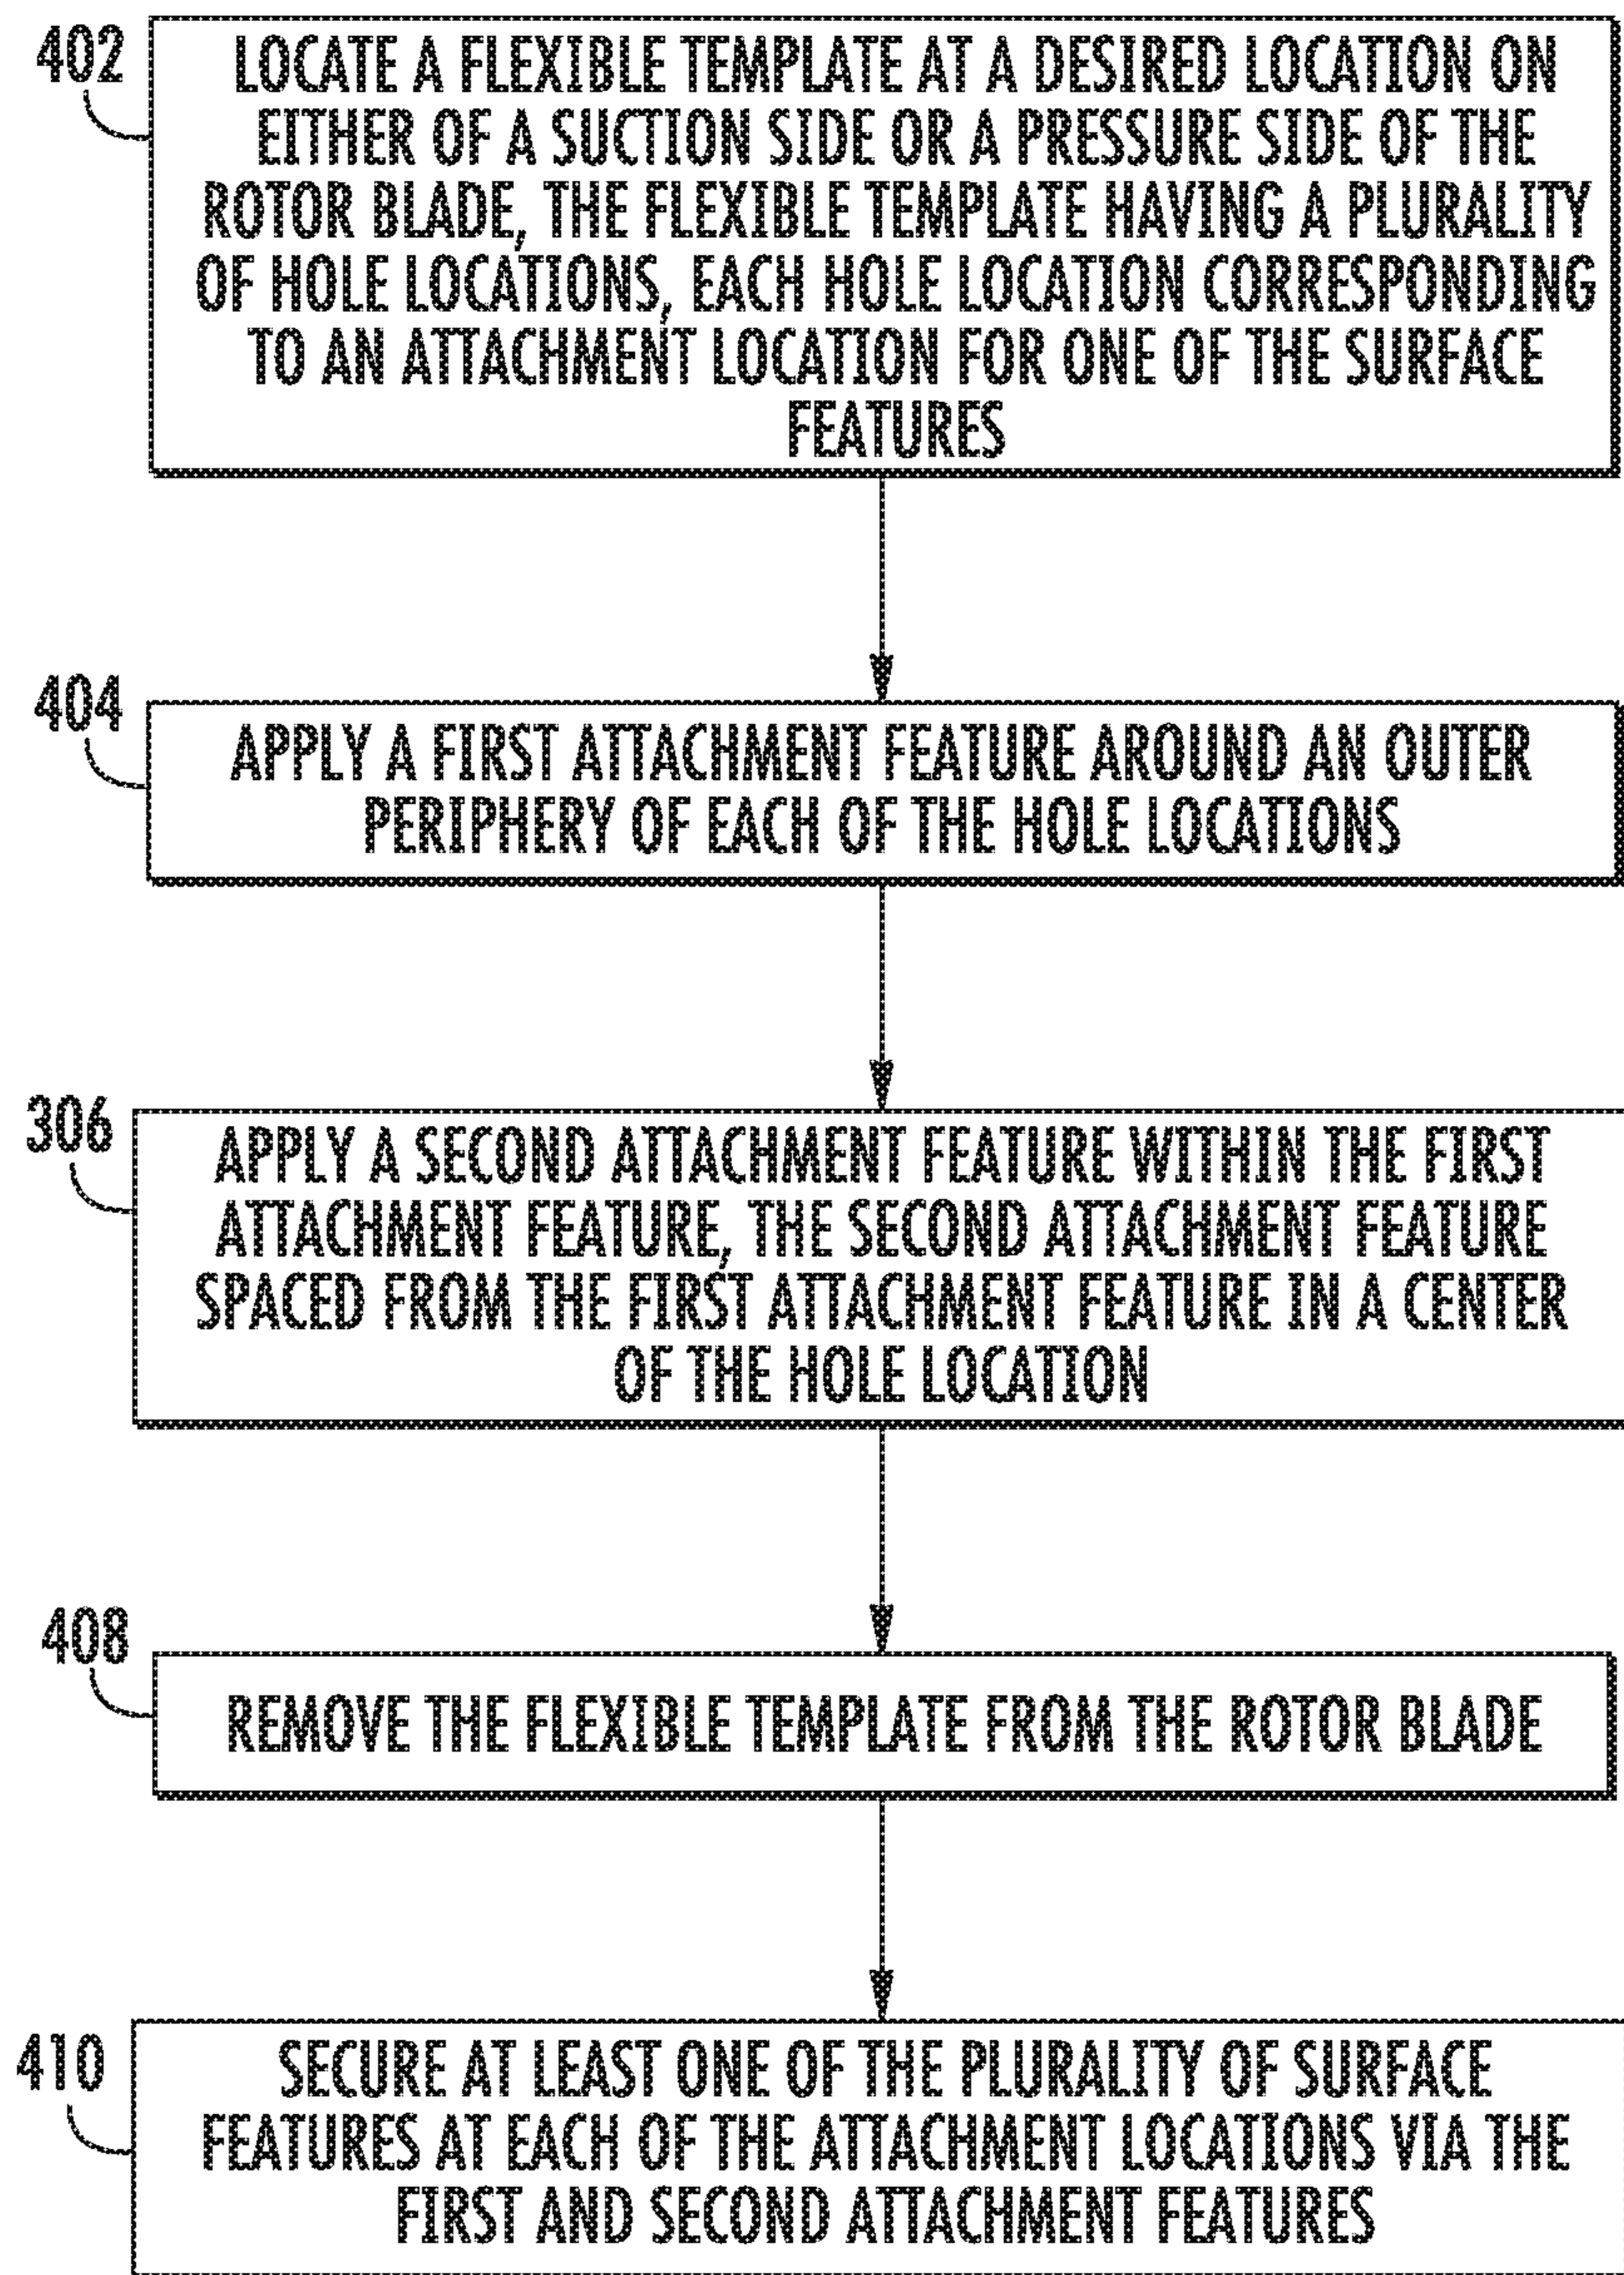 402
LOCATE A FLEXIBLE TEMPLATE AT A DESIRED LOCATION ON
EITHER OF A SUCTION SIDE OR A PRESSURE SIDE OF THE
ROTOR BLADE, THE FLEXIBLE TEMPLATE HAVING A PLURALITY
OF HOLE LOCATIONS, EACH HOLE LOCATION CORRESPONDING
TO AN ATTACHMENT LOCATION FOR ONE OF THE SURFACE
FEATURES
404
APPLY A FIRST ATTACHMENT FEATURE AROUND AN OUTER
PERIPHERY OF EACH OF THE HOLE LOCATIONS
306
APPLY A SECOND ATTACHMENT FEATURE WITHIN THE FIRST
ATTACHMENT FEATURE, THE SECOND ATTACHMENT FEATURE
SPACED FROM THE FIRST ATTACHMENT FEATURE IN A CENTER
OF THE HOLE LOCATION
408
REMOVE THE FLEXIBLE TEMPLATE FROM THE ROTOR BLADE
410
SECURE AT LEAST ONE OF THE PLURALITY OF SURFACE
FEATURES AT EACH OF THE ATTACHMENT LOCATIONS VIA THE
FIRST AND SECOND ATTACHMENT FEATURES